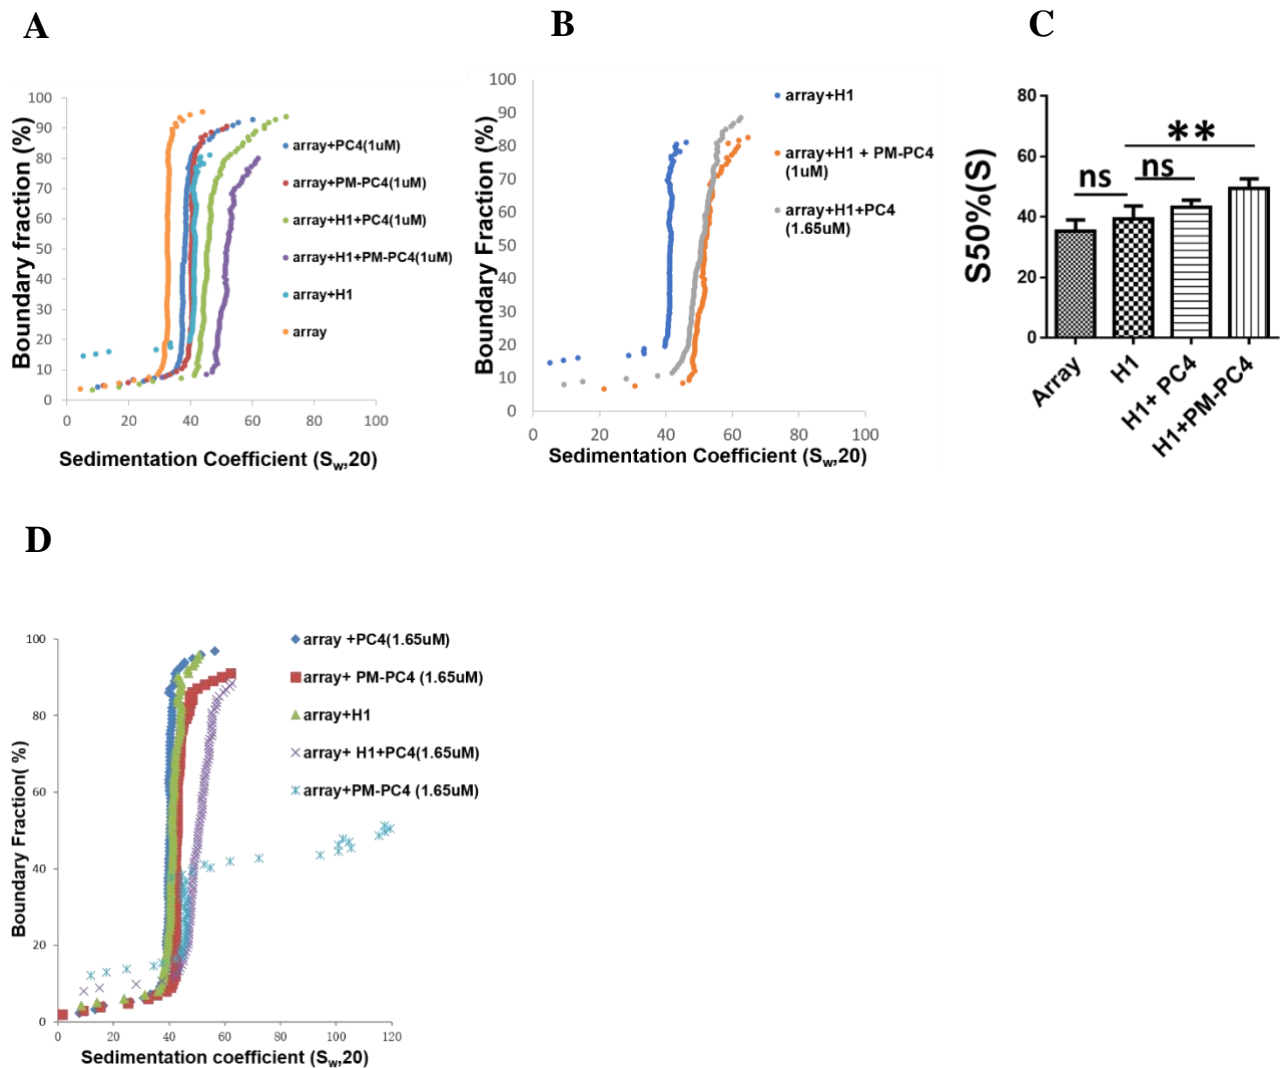 A
B
C
Boundary fraction (%)
100
90
80
70
60
50
40
30
20
10
0
0 20 40 60 80 100
Sedimentation Coefficient (Sw,20)
array+PC4(1uM)
array+PM-PC4(1uM)
array+H1+PC4(1uM)
array+H1+PM-PC4(1uM)
array+H1
array
Boundary Fraction (%)
100
90
80
70
60
50
40
30
20
10
0
0 20 40 60 80 100
Sedimentation Coefficient (Sw,20)
array+H1
array+H1 + PM-PC4
(1uM)
array+H1+PC4
(1.65uM)
S50%(S)
80
60
40
20
0
ns
ns
**
Array
H1
H1+ PC4
H1+PM-PC4
D
Boundary Fraction( %)
100
80
60
40
20
0
0 20 40 60 80 100 120
Sedimentation coefficient (Sw,20)
array +PC4(1.65uM)
array+ PM-PC4 (1.65uM)
array+H1
array+ H1+PC4(1.65uM)
array+PM-PC4 (1.65uM)